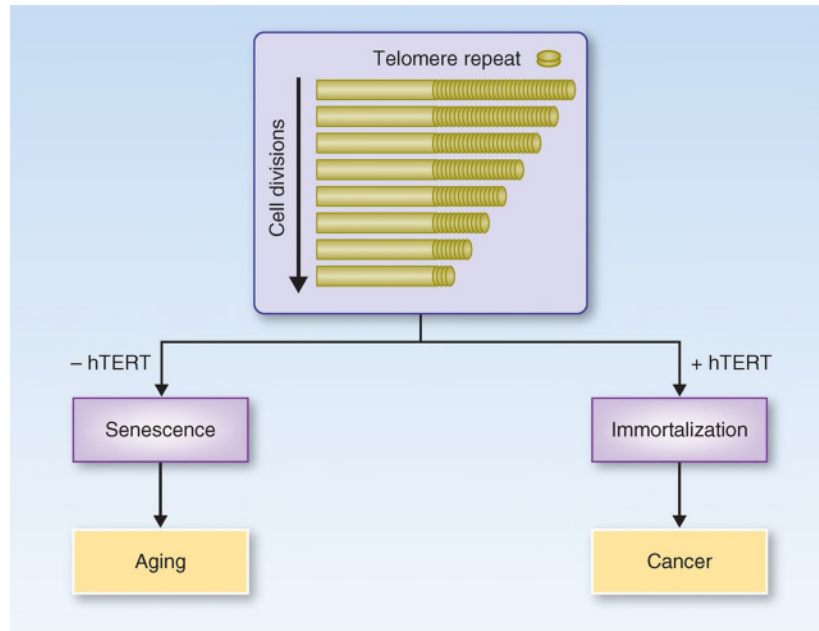 Telomere repeat
Cell divisions
– hTERT
+ hTERT
Senescence
Immortalization
Aging
Cancer